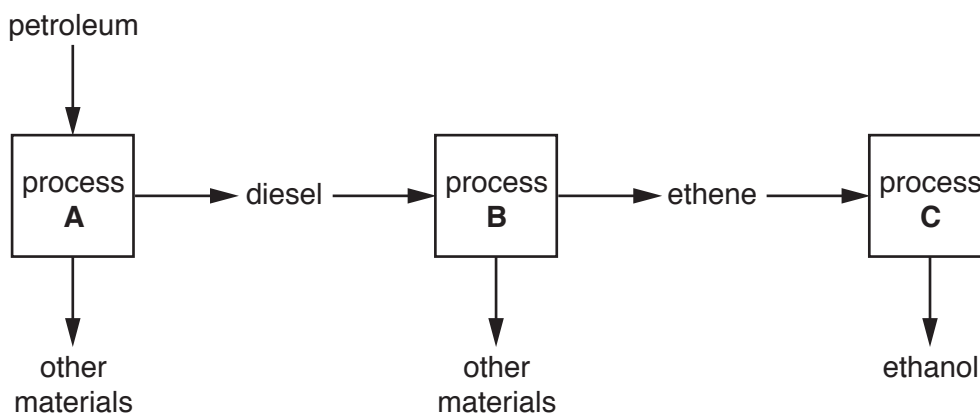 petroleum
process
A
diesel
process
B
ethene
process
C
other
materials
other
materials
ethanol